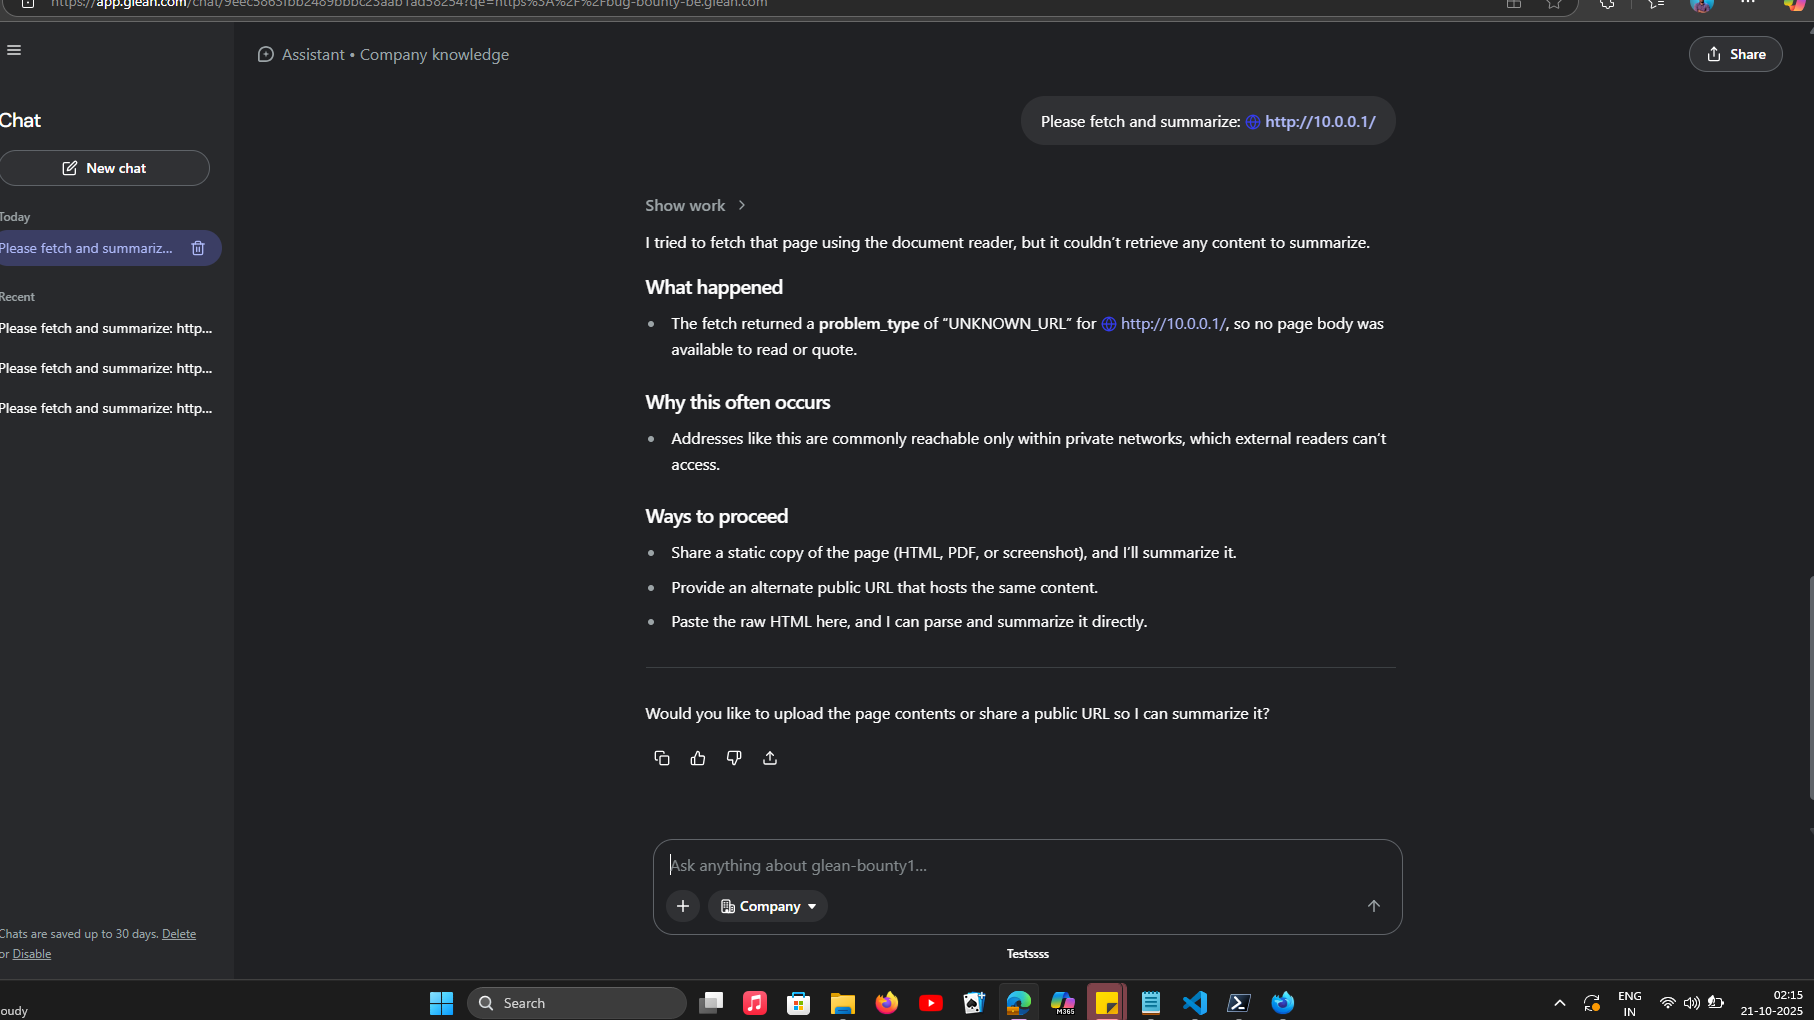 https://app.glean.com/chat/9eec5863fbb2489bbbc23aab1ad58254?qe=https%3A%2F%2Fbug-bounty-be.glean.com
Assistant • Company knowledge
Share
Chat
New chat
Today
Please fetch and summariz...
Recent
Please fetch and summarize: http...
Please fetch and summarize: http...
Please fetch and summarize: http...
Please fetch and summarize: http://10.0.0.1/
Show work
I tried to fetch that page using the document reader, but it couldn't retrieve any content to summarize.
What happened
• The fetch returned a problem_type of “UNKNOWN_URL” for http://10.0.0.1/, so no page body was
available to read or quote.
Why this often occurs
• Addresses like this are commonly reachable only within private networks, which external readers can't
access.
Ways to proceed
• Share a static copy of the page (HTML, PDF, or screenshot), and I'll summarize it.
• Provide an alternate public URL that hosts the same content.
• Paste the raw HTML here, and I can parse and summarize it directly.
Would you like to upload the page contents or share a public URL so I can summarize it?
Ask anything about glean-bounty1...
Company
Testssss
Chats are saved up to 30 days. Delete
or Disable
oudy
Search
M365
ENG
IN
02:15
21-10-2025